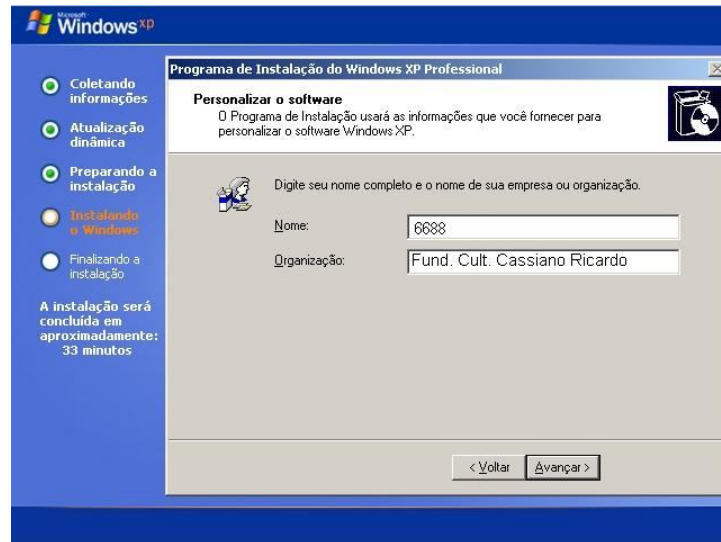 Microsoft
Windows xp
Coletando
informações
Atualização
dinâmica
Preparando a
instalação
Instalando
o Windows
Finalizando a
instalação
A instalação será
concluída em
aproximadamente:
33 minutos
Programa de Instalação do Windows XP Professional
Personalizar o software
O Programa de Instalação usará as informações que você fornecer para
personalizar o software Windows XP.
Digite seu nome completo e o nome de sua empresa ou organização.
Nome: 6688
Organização: Fund. Cult. Cassiano Ricardo
< Voltar Avançar >